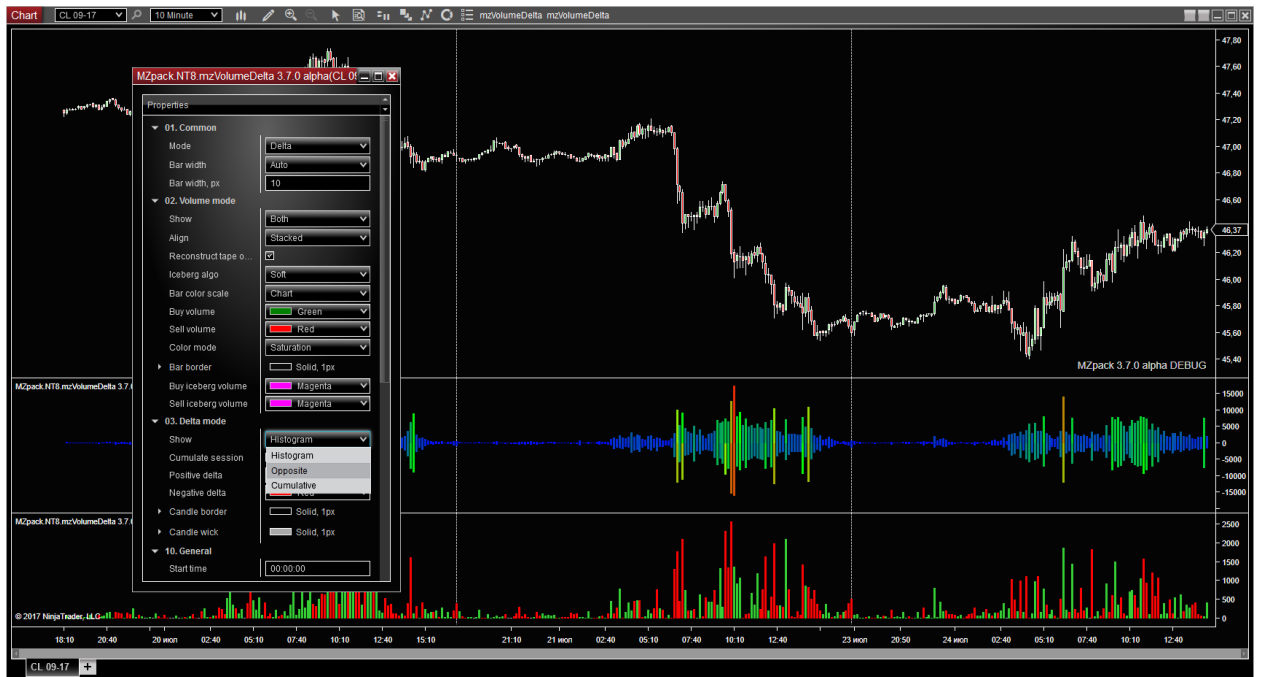 Chart CL 09-17 10 Minute mzVolumeDelta mzVolumeDelta
MZpack.NT8.mzVolumeDelta 3.7.0 alpha(CL 09
Properties
01. Common
Mode Delta
Bar width Auto
Bar width, px 10
02. Volume mode
Show Both
Align Stacked
Reconstruct tape o...
Iceberg algo Soft
Bar color scale Chart
Buy volume Green
Sell volume Red
Color mode Saturation
Bar border Solid, 1px
Buy iceberg volume Magenta
Sell iceberg volume Magenta
03. Delta mode
Show Histogram
Histogram
Cumulate session
Opposite
Positive delta
Cumulative
Negative delta Red
Candle border Solid, 1px
Candle wick Solid, 1px
10. General
Start time 00:00:00
47,80
47,60
47,40
47,20
47,00
46,80
46,60
46,37
46,20
46,00
45,80
45,60
45,40
MZpack 3.7.0 alpha DEBUG
MZpack.NT8.mzVolumeDelta 3.7.
15000
10000
5000
0
-5000
-10000
-15000
MZpack.NT8.mzVolumeDelta 3.7.
2500
2000
1500
1000
500
0
© 2017 NinjaTrader, LLC
18:10 20:40 20 июл 02:40 05:10 07:40 10:10 12:40 15:10 21:10 21 июл 02:40 05:10 07:40 10:10 12:40 23 июл 20:50 24 июл 02:40 05:10 07:40 10:10 12:40
CL 09-17 +